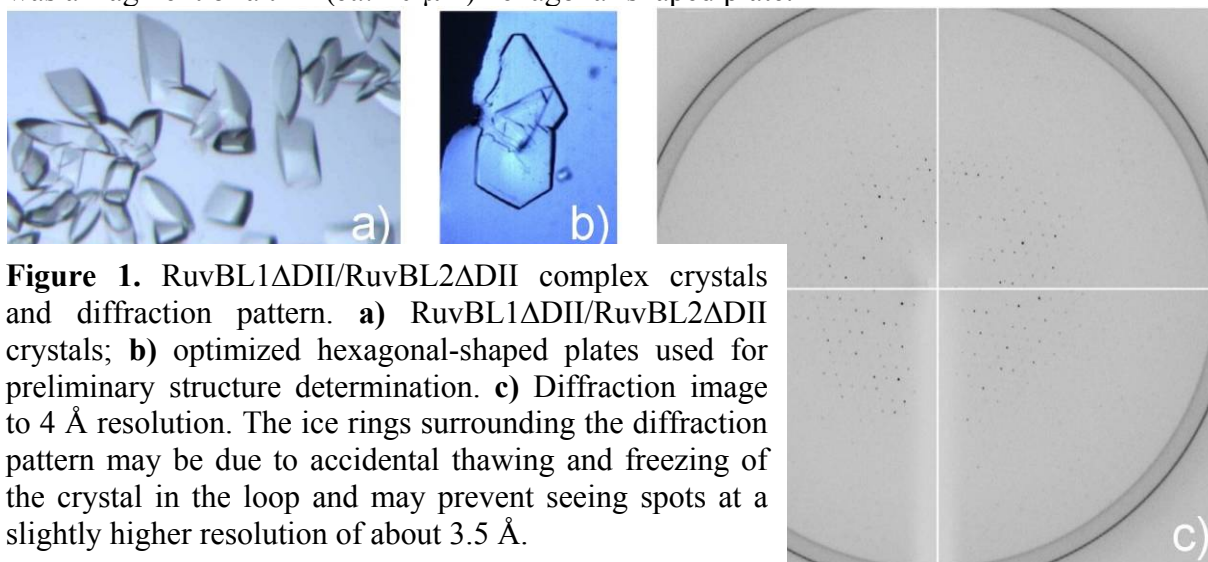 a)
b)
Figure 1. RuvBL1ΔDII/RuvBL2ΔDII complex crystals
and diffraction pattern. a) RuvBL1ΔDII/RuvBL2ΔDII
crystals; b) optimized hexagonal-shaped plates used for
preliminary structure determination. c) Diffraction image
to 4 Å resolution. The ice rings surrounding the diffraction
pattern may be due to accidental thawing and freezing of
the crystal in the loop and may prevent seeing spots at a
slightly higher resolution of about 3.5 Å.
c)